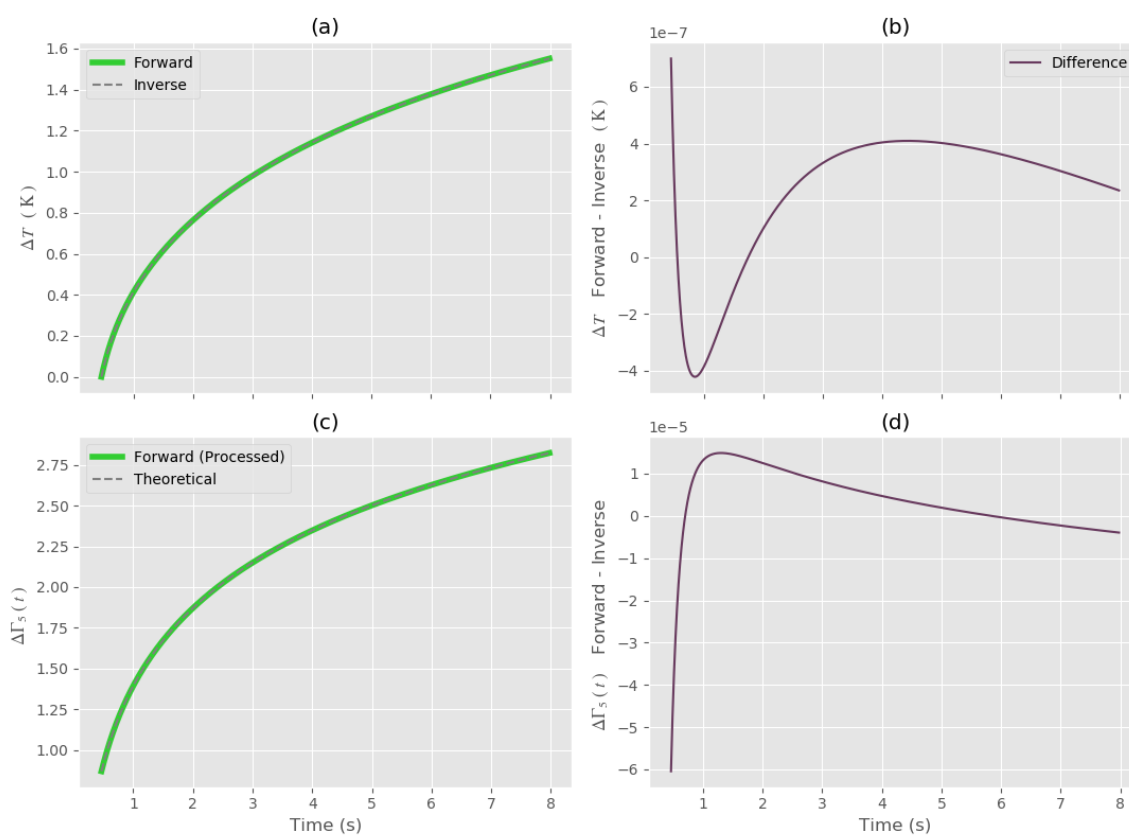 (a)
1.6
1.4
1.2
1.0
0.8
0.6
0.4
0.2
0.0
ΔT ( K )
Forward
Inverse
(b)
1e−7
6
4
2
0
−2
−4
ΔT Forward - Inverse ( K )
Difference
(c)
2.75
2.50
2.25
2.00
1.75
1.50
1.25
1.00
ΔΓ₅ ( t )
Forward (Processed)
Theoretical
1 2 3 4 5 6 7 8
Time (s)
(d)
1e−5
1
0
−1
−2
−3
−4
−5
−6
ΔΓ₅ ( t ) Forward - Inverse
1 2 3 4 5 6 7 8
Time (s)